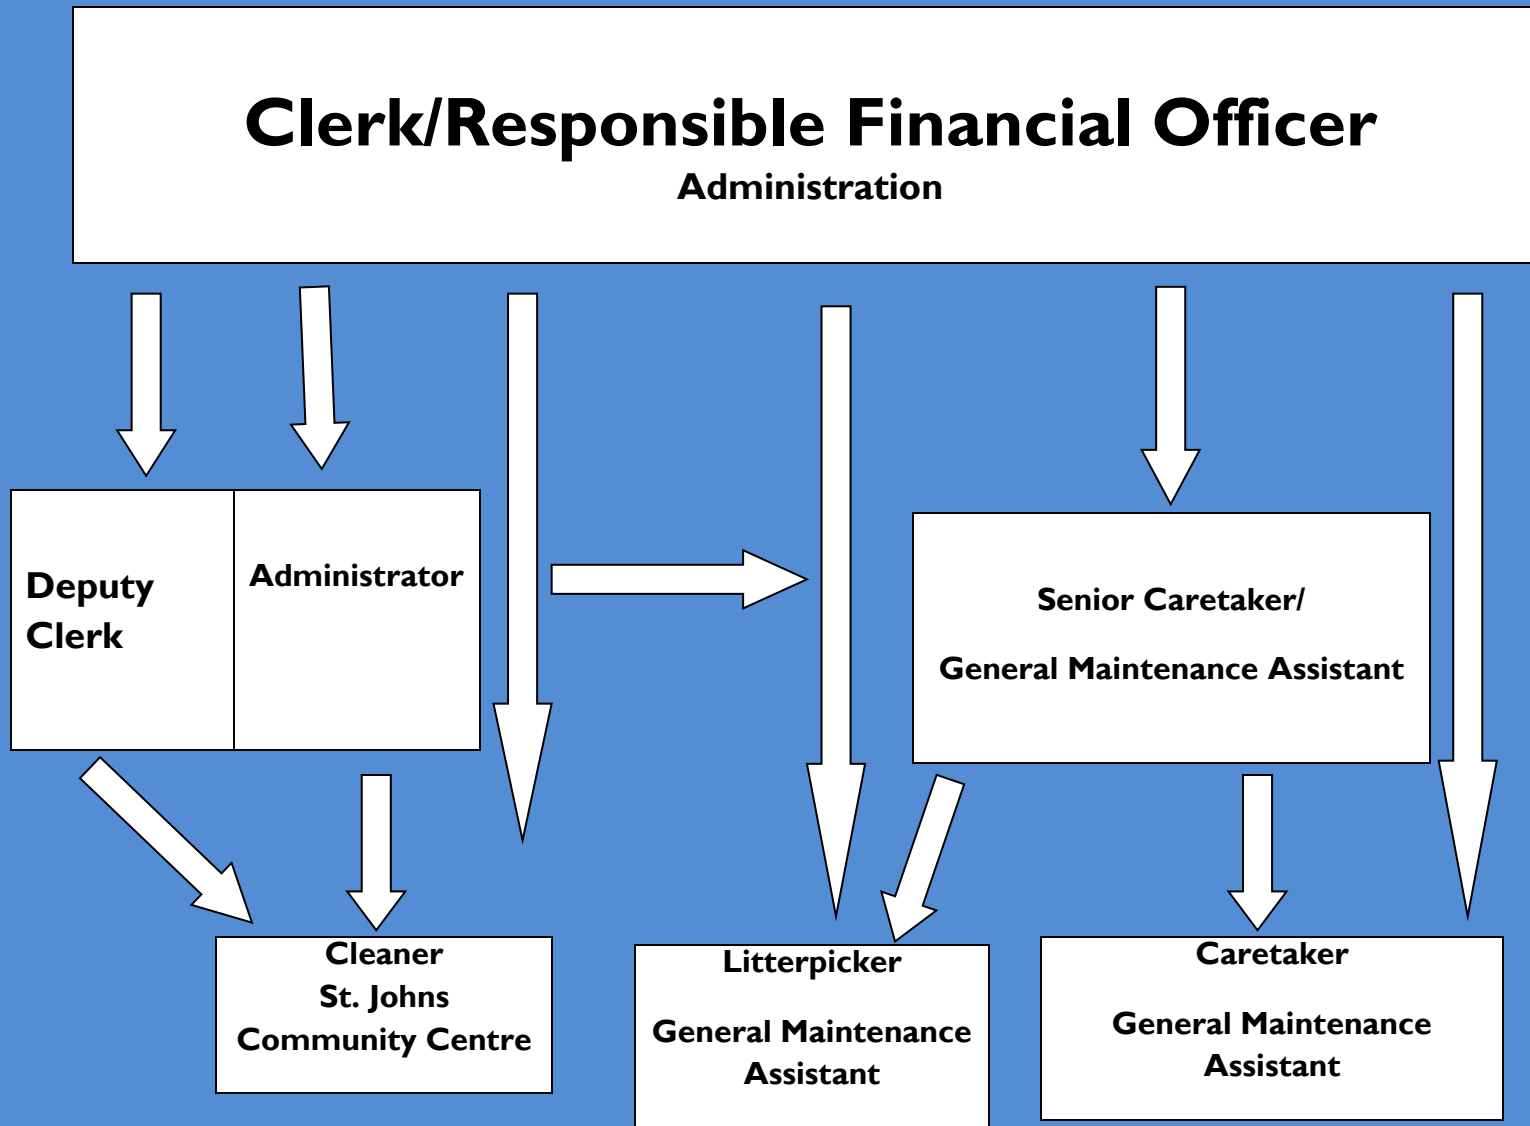 Clerk/Responsible Financial Officer
Administration
Deputy
Clerk
Administrator
Senior Caretaker/
General Maintenance Assistant
Cleaner
St. Johns
Community Centre
Litterpicker
General Maintenance
Assistant
Caretaker
General Maintenance
Assistant